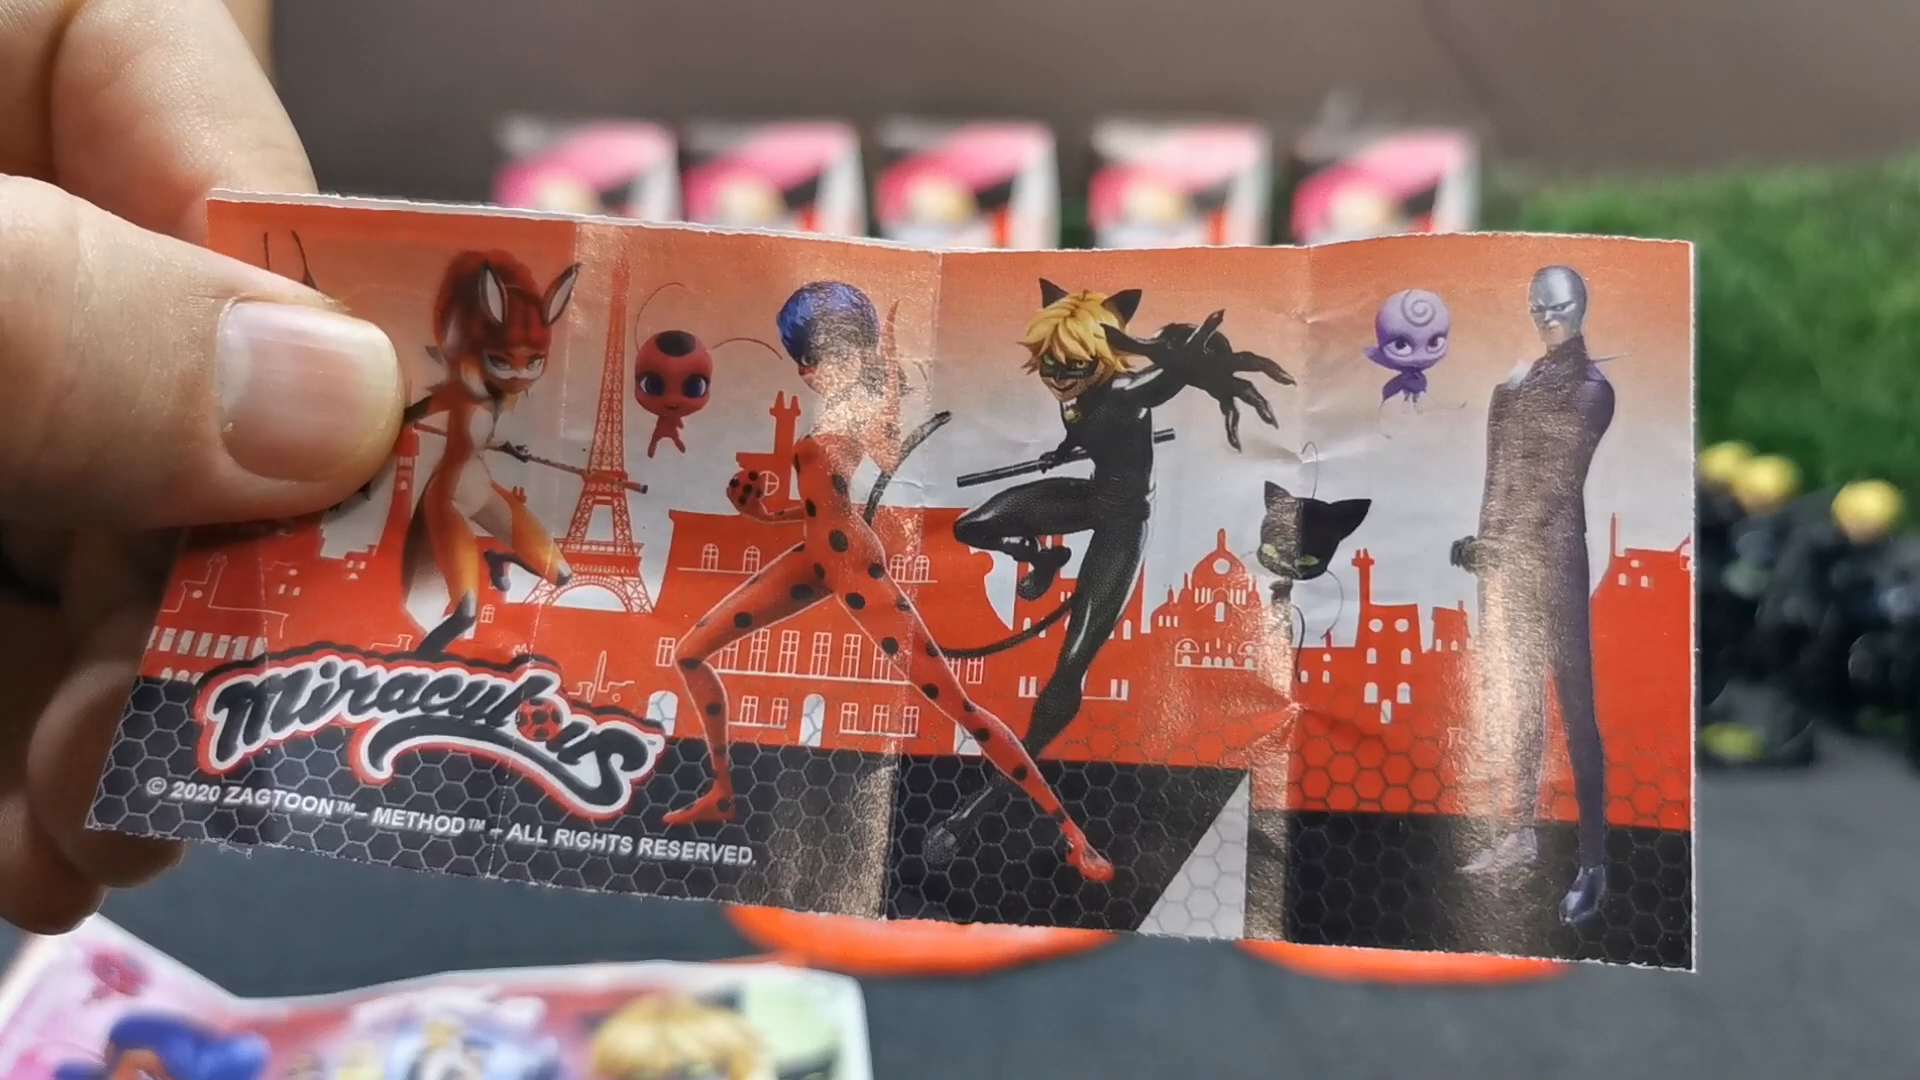 Miraculous
© 2020 ZAGTOON™ – METHOD™ – ALL RIGHTS RESERVED.